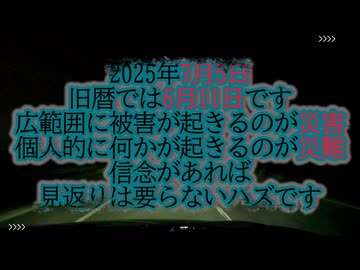 2025年7月5日
旧暦では6月11日です
広範囲に被害が起きるのが災害
個人的に何かが起きるのが災難
信念があれば
見返りは要らないハズです